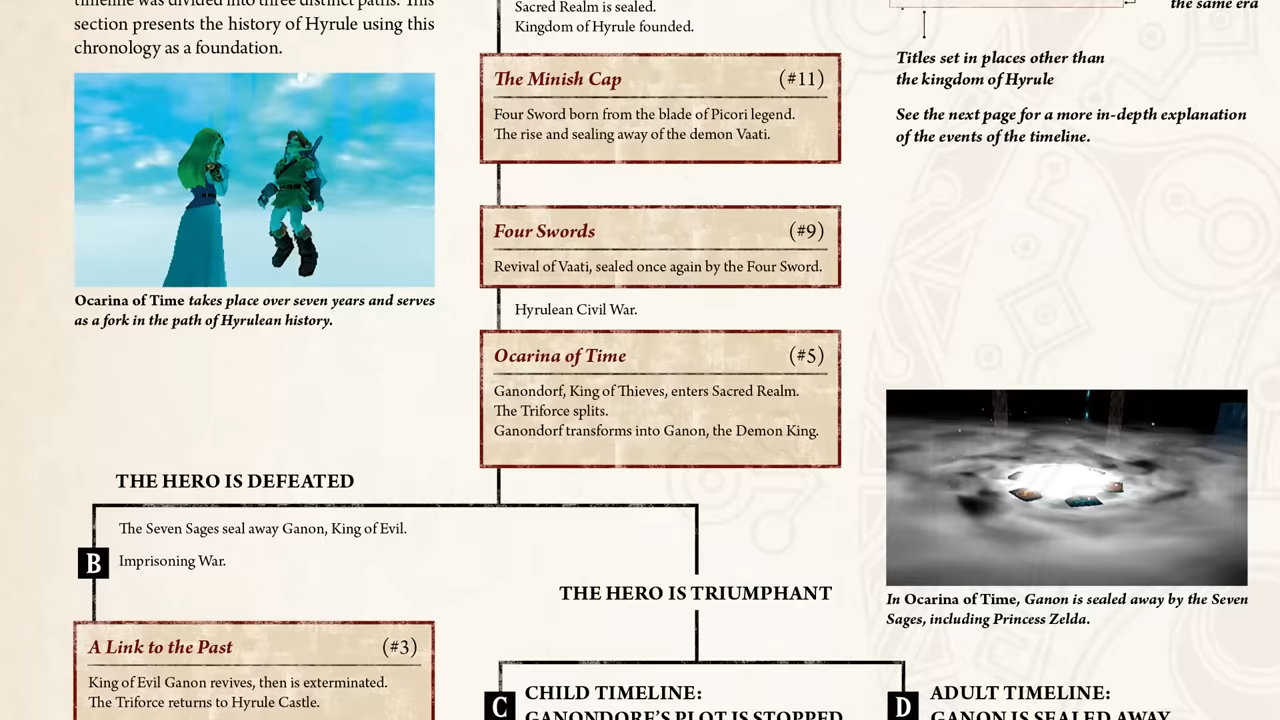 timeline was divided into three distinct paths. This
section presents the history of Hyrule using this
chronology as a foundation.
Ocarina of Time takes place over seven years and serves
as a fork in the path of Hyrulean history.
Sacred Realm is sealed.
Kingdom of Hyrule founded.
The Minish Cap (#11)
Four Sword born from the blade of Picori legend.
The rise and sealing away of the demon Vaati.
Four Swords (#9)
Revival of Vaati, sealed once again by the Four Sword.
Hyrulean Civil War.
Ocarina of Time (#5)
Ganondorf, King of Thieves, enters Sacred Realm.
The Triforce splits.
Ganondorf transforms into Ganon, the Demon King.
the same era
Titles set in places other than
the kingdom of Hyrule
See the next page for a more in-depth explanation
of the events of the timeline.
In Ocarina of Time, Ganon is sealed away by the Seven
Sages, including Princess Zelda.
THE HERO IS DEFEATED
The Seven Sages seal away Ganon, King of Evil.
B
Imprisoning War.
A Link to the Past (#3)
King of Evil Ganon revives, then is exterminated.
The Triforce returns to Hyrule Castle.
THE HERO IS TRIUMPHANT
C
CHILD TIMELINE:
GANONDORF'S PLOT IS STOPPED
D
ADULT TIMELINE:
GANON IS SEALED AWAY